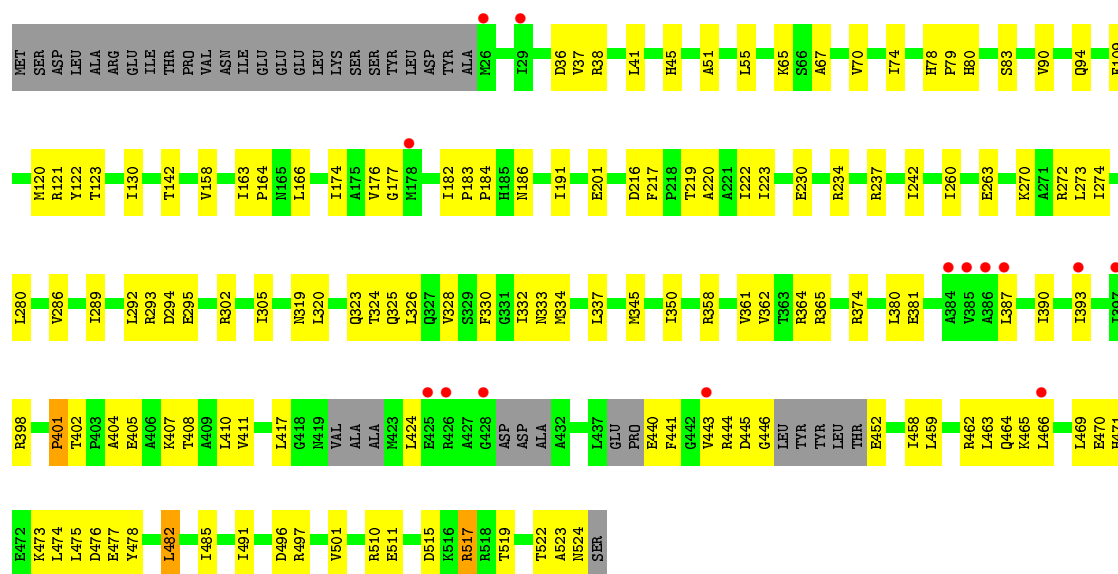 MET SER ASP LEU ALA ARG GLU ILE THR PRO VAL ASN ILE GLU GLU GLU LEU LYS SER SER TYR LEU ASP TYR ALA M26 I29 D36 V37 R38 L41 H45 A51 L55 K65 S66 A67 V70 I74 H78 P79 H80 S83 V90 Q94
M120 R121 Y122 T123 I130 T142 V158 I163 P164 N165 L166 I174 A175 V176 G177 M178 I182 P183 P184 H185 N186 I191 E201 D216 F217 P218 T219 A220 A221 I222 I223 E230 R234 R237 I242 I260 E263 K270 A271 R272 L273 I274
L280 V286 I289 L292 R293 D294 E295 R302 I305 N319 L320 Q323 T324 Q325 L326 Q327 V328 S329 F330 G331 I332 N333 M334 L337 M345 I350 R358 V361 V362 T363 R364 R365 R374 L380 E381 A384 V385 A386 L387 I390 I393 I397
R398 P401 T402 P403 A404 E405 A406 K407 T408 A409 L410 V411 L417 G418 N419 VAL ALA ALA M423 L424 E425 R426 A427 G428 ASP ASP ALA A432 L437 GLU PRO E440 F441 G442 V443 R444 D445 G446 LEU TYR TYR LEU THR E452 I458 L459 R462 L463 Q464 K465 L466 L469 E470 H471
E472 K473 L474 L475 D476 E477 Y478 L482 I485 I491 D496 R497 V501 R510 E511 D515 K516 R517 R518 T519 T522 A523 N524 SER